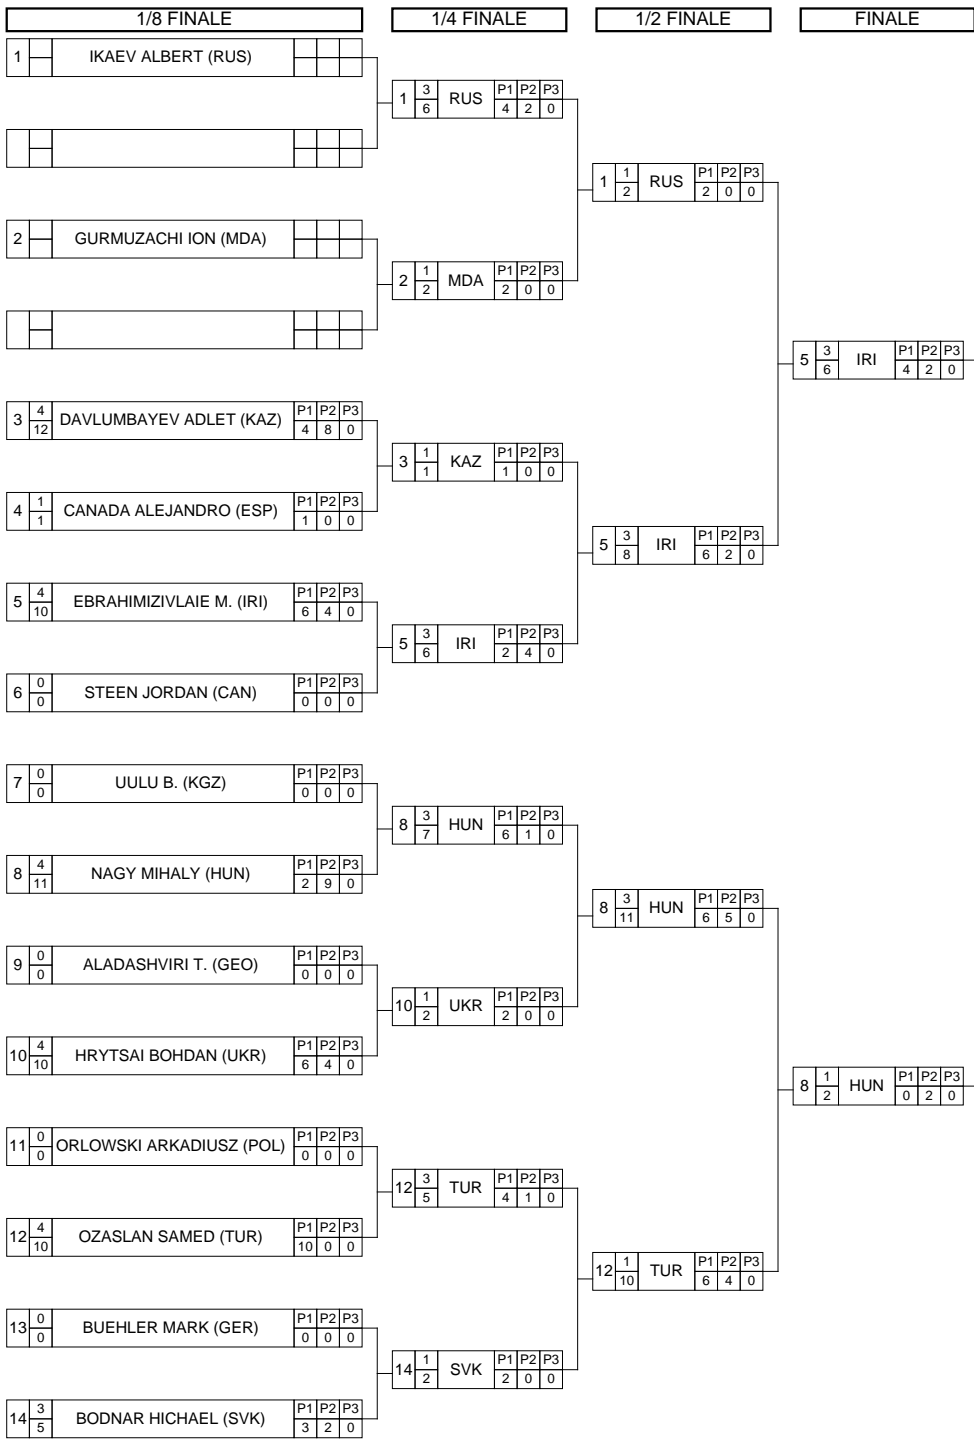 1/8 FINALE 1/4 FINALE 1/2 FINALE FINALE
1 IKAEV ALBERT (RUS)
1 3 6 RUS P1 P2 P3 4 2 0
1 1 2 RUS P1 P2 P3 2 0 0
2 GURMUZACHI ION (MDA)
2 1 2 MDA P1 P2 P3 2 0 0
5 3 6 IRI P1 P2 P3 4 2 0
3 4 12 DAVLUMBAYEV ADLET (KAZ) P1 P2 P3 4 8 0
3 1 1 KAZ P1 P2 P3 1 0 0
4 1 1 CANADA ALEJANDRO (ESP) P1 P2 P3 1 0 0
5 3 8 IRI P1 P2 P3 6 2 0
5 4 10 EBRAHIMIZIVLAIE M. (IRI) P1 P2 P3 6 4 0
5 3 6 IRI P1 P2 P3 2 4 0
6 0 0 STEEN JORDAN (CAN) P1 P2 P3 0 0 0
7 0 0 UULU B. (KGZ) P1 P2 P3 0 0 0
8 3 7 HUN P1 P2 P3 6 1 0
8 4 11 NAGY MIHALY (HUN) P1 P2 P3 2 9 0
8 3 11 HUN P1 P2 P3 6 5 0
9 0 0 ALADASHVIRI T. (GEO) P1 P2 P3 0 0 0
10 1 2 UKR P1 P2 P3 2 0 0
10 4 10 HRYTSAI BOHDAN (UKR) P1 P2 P3 6 4 0
8 1 2 HUN P1 P2 P3 0 2 0
11 0 0 ORLOWSKI ARKADIUSZ (POL) P1 P2 P3 0 0 0
12 3 5 TUR P1 P2 P3 4 1 0
12 4 10 OZASLAN SAMED (TUR) P1 P2 P3 10 0 0
12 1 10 TUR P1 P2 P3 6 4 0
13 0 0 BUEHLER MARK (GER) P1 P2 P3 0 0 0
14 1 2 SVK P1 P2 P3 2 0 0
14 3 5 BODNAR HICHAEL (SVK) P1 P2 P3 3 2 0